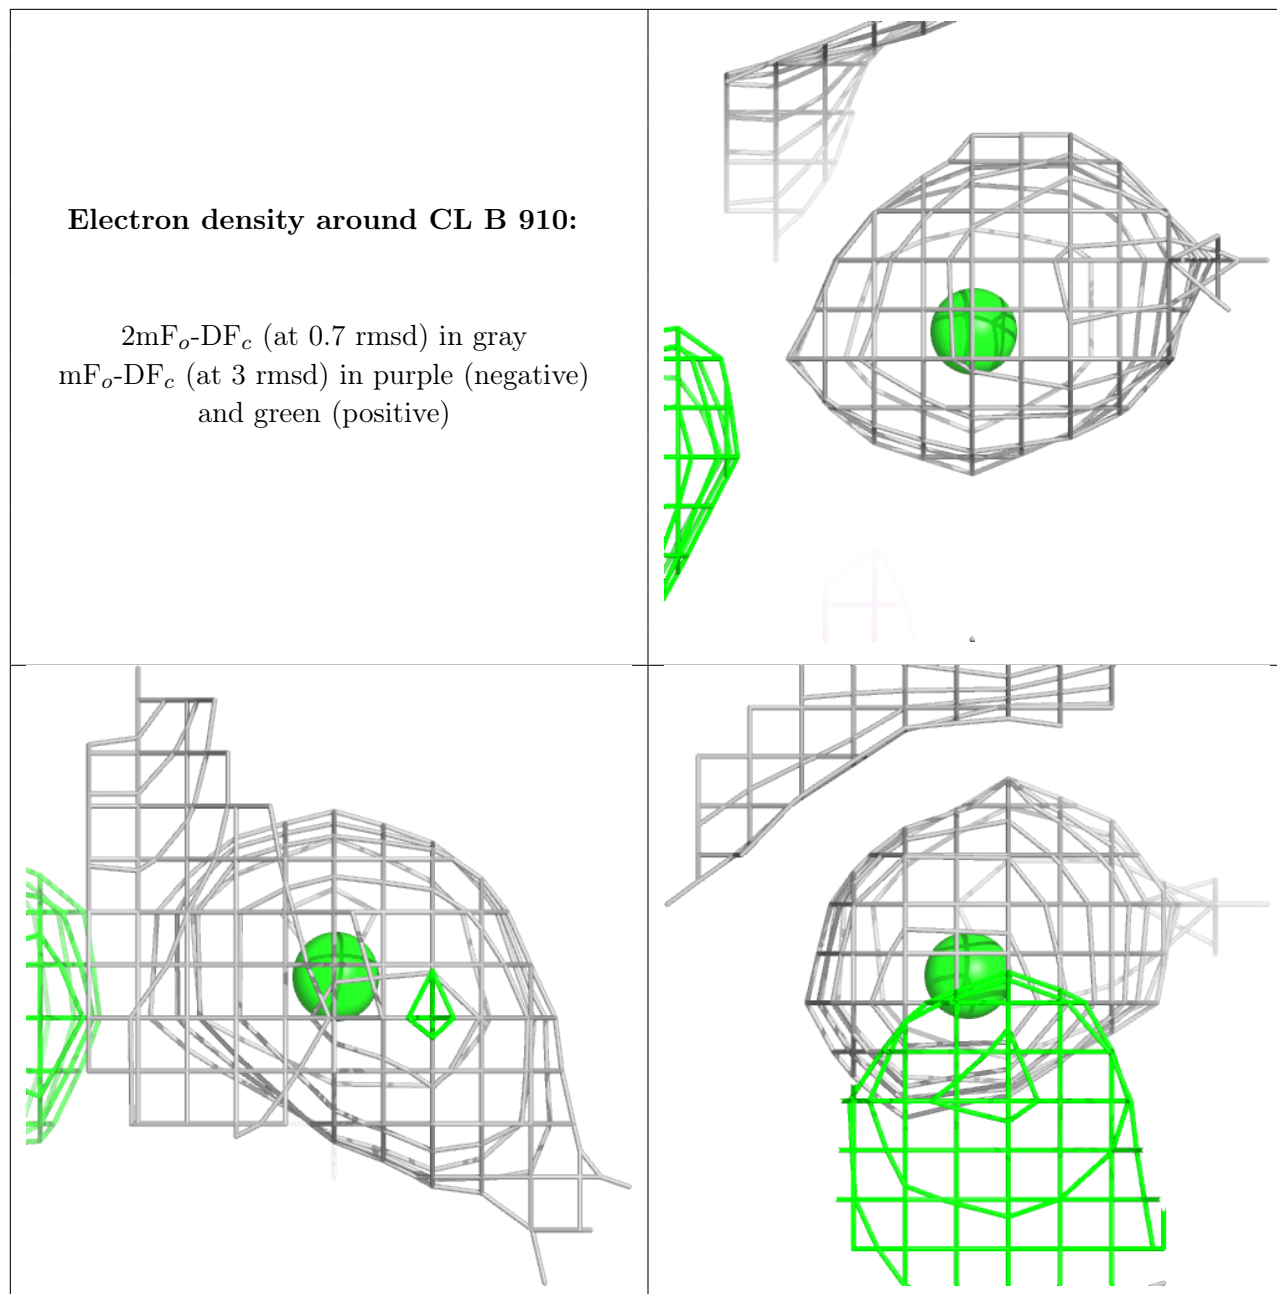 Electron density around CL B 910:
2mFo-DFc (at 0.7 rmsd) in gray
mFo-DFc (at 3 rmsd) in purple (negative)
and green (positive)